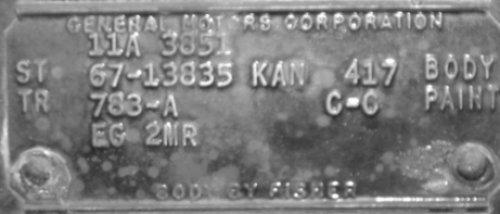 GENERAL MOTORS CORPORATION
11A 3851
ST 67-13835 KAN 417 BODY
TR 783-A C-C PAINT
EG 2MR
BODY BY FISHER